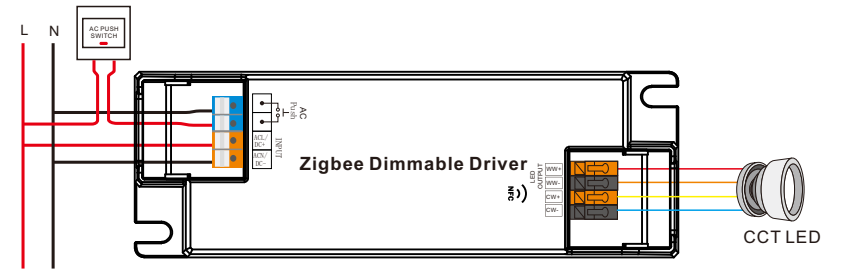 L N
AC PUSH
SWITCH
AC
Push
INPUT
ACL/
DC+
ACN/
DC-
Zigbee Dimmable Driver
NFC
LED
OUTPUT
WW+
WW-
CW+
CW-
CCT LED